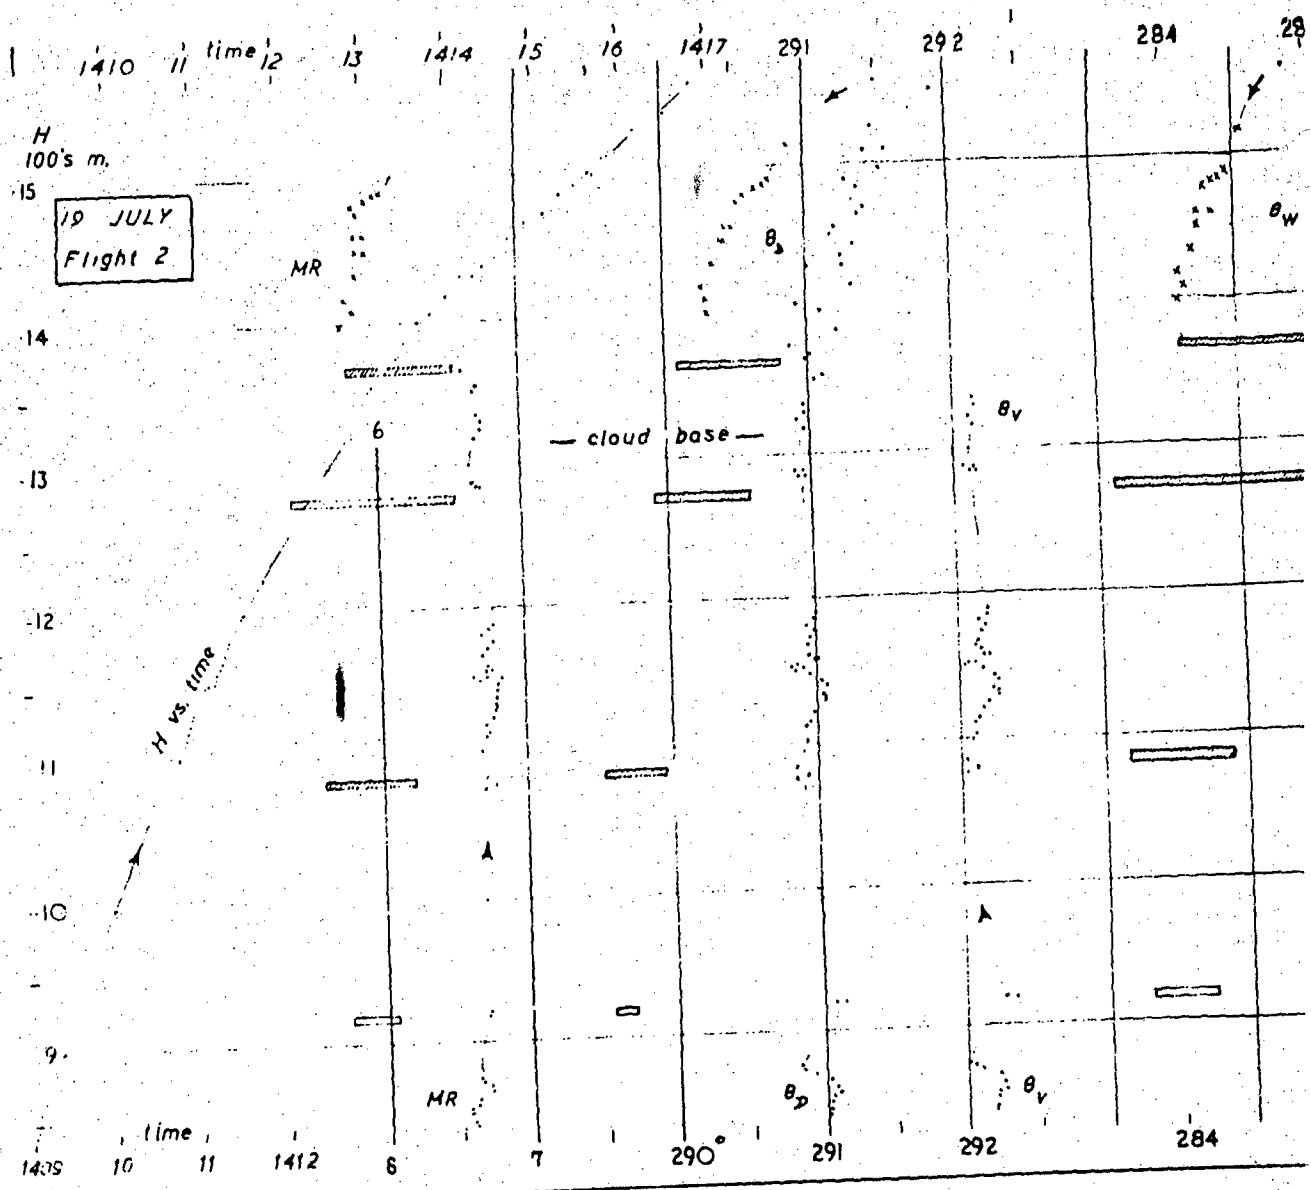 1410 11 time 12 13 1414 15 16 1417 291 292 284 28
H
100's m.
15
19 JULY
Flight 2
MR
θD
θW
14
6
— cloud base —
θV
13
12
H vs. time
11
10
9
MR
θD
θV
time
1409 10 11 1412 6 7 290° 291 292 284